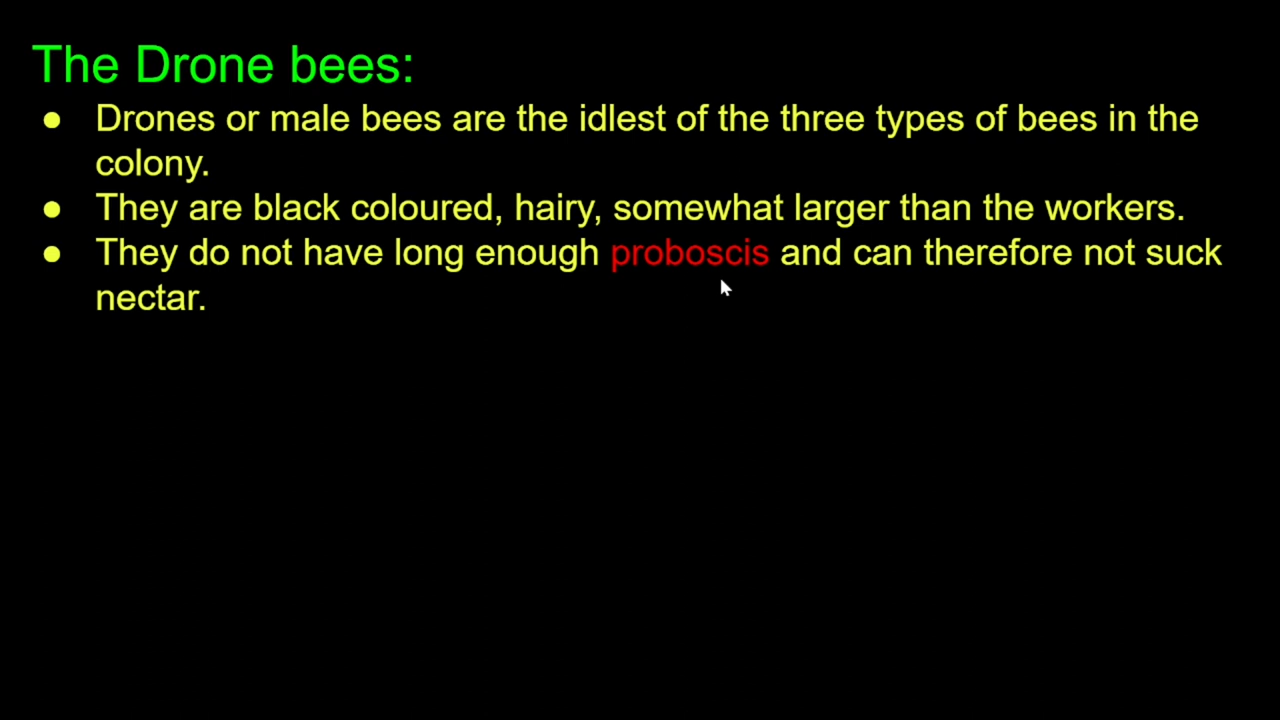 The Drone bees:
● Drones or male bees are the idlest of the three types of bees in the
colony.
● They are black coloured, hairy, somewhat larger than the workers.
● They do not have long enough proboscis and can therefore not suck
nectar.